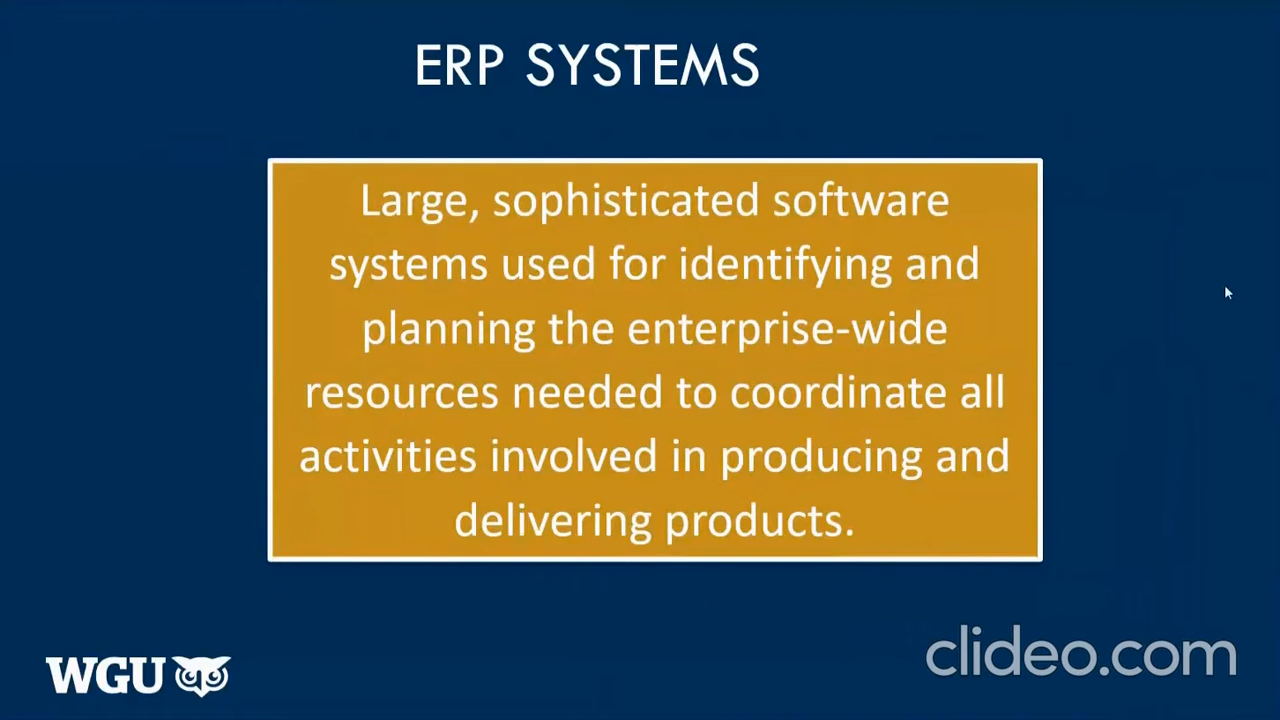 ERP SYSTEMS
Large, sophisticated software
systems used for identifying and
planning the enterprise-wide
resources needed to coordinate all
activities involved in producing and
delivering products.
WGU
clideo.com